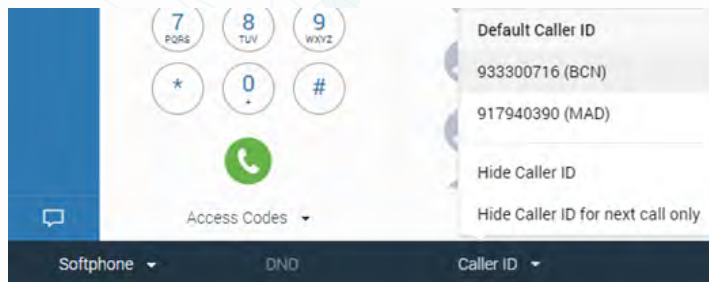 7 8 9
PQRS TUV WXYZ
* 0 #
+
Access Codes
Default Caller ID
933300716 (BCN)
917940390 (MAD)
Hide Caller ID
Hide Caller ID for next call only
Softphone DND Caller ID